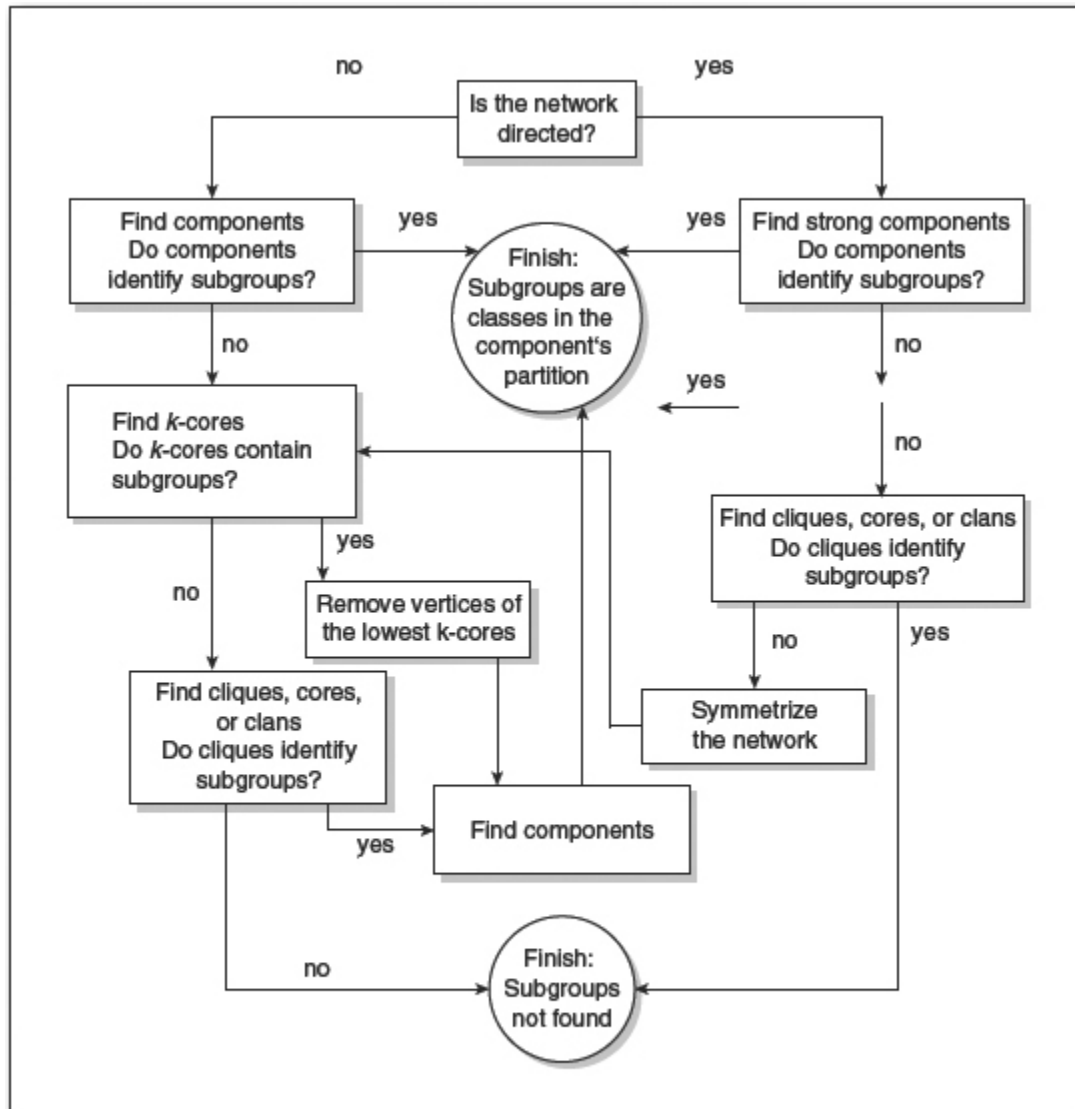 no
yes
Is the network
directed?
Find components
Do components
identify subgroups?
yes
Finish:
Subgroups are
classes in the
component‘s
partition
yes
Find strong components
Do components
identify subgroups?
no
no
yes
Find k-cores
Do k-cores contain
subgroups?
no
Find cliques, cores, or clans
Do cliques identify
subgroups?
no
yes
Remove vertices of
the lowest k-cores
no
yes
Find cliques, cores,
or clans
Do cliques identify
subgroups?
Symmetrize
the network
yes
Find components
no
Finish:
Subgroups
not found